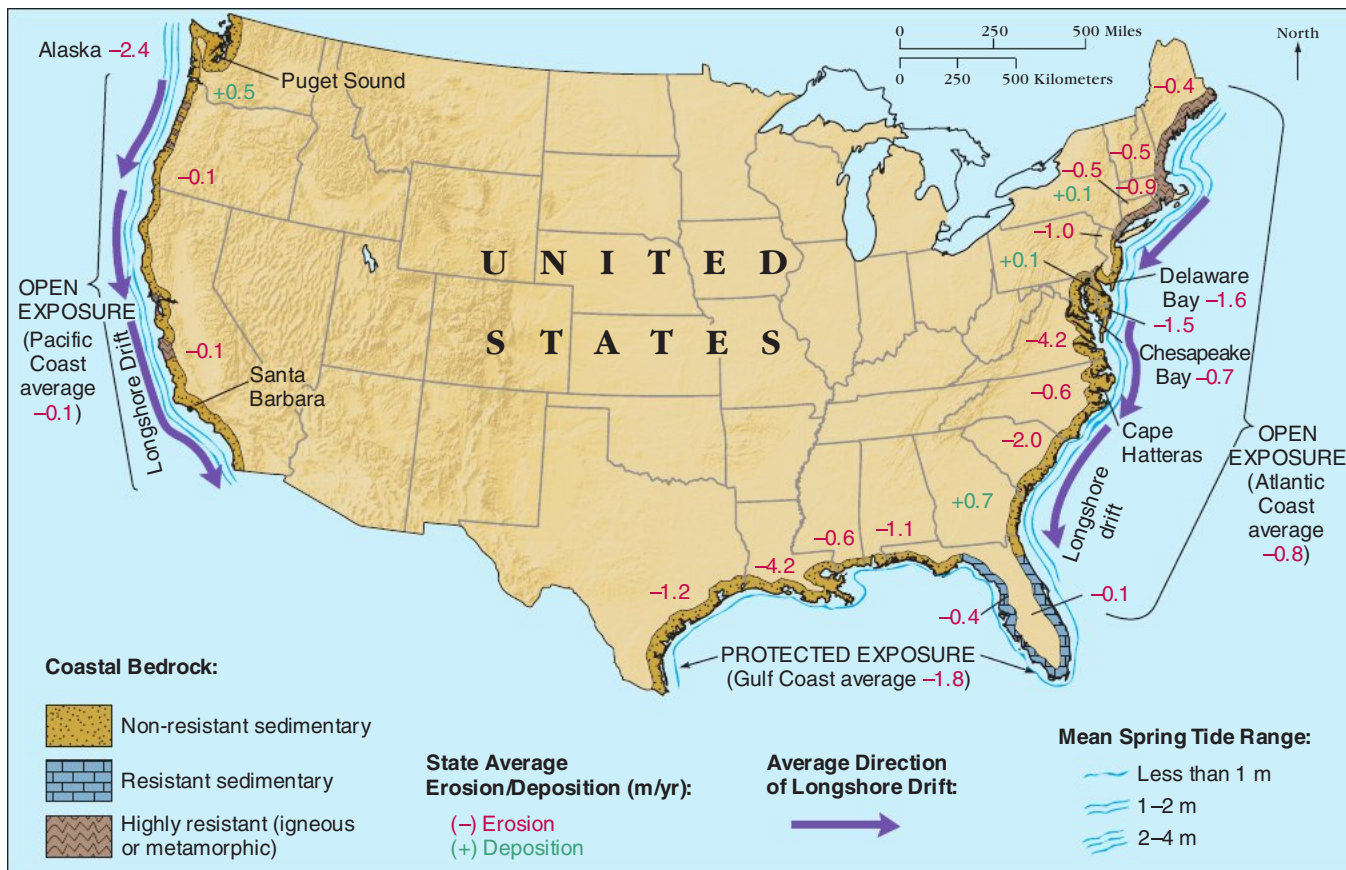 Alaska –2.4
Puget Sound
+0.5
0 250 500 Miles
0 250 500 Kilometers
North
–0.4
–0.5
–0.5
–0.9
+0.1
–1.0
+0.1
–0.1
OPEN
EXPOSURE
(Pacific
Coast
average
–0.1)
Longshore Drift
–0.1
Santa
Barbara
UNITED
STATES
Delaware
Bay –1.6
–1.5
–4.2
Chesapeake
Bay –0.7
–0.6
Cape
Hatteras
–2.0
+0.7
Longshore
drift
OPEN
EXPOSURE
(Atlantic
Coast
average
–0.8)
–1.2
–4.2
–0.6
–1.1
–0.4
–0.1
PROTECTED EXPOSURE
(Gulf Coast average –1.8)
Coastal Bedrock:
Non-resistant sedimentary
Resistant sedimentary
Highly resistant (igneous
or metamorphic)
State Average
Erosion/Deposition (m/yr):
(–) Erosion
(+) Deposition
Average Direction
of Longshore Drift:
Mean Spring Tide Range:
Less than 1 m
1–2 m
2–4 m